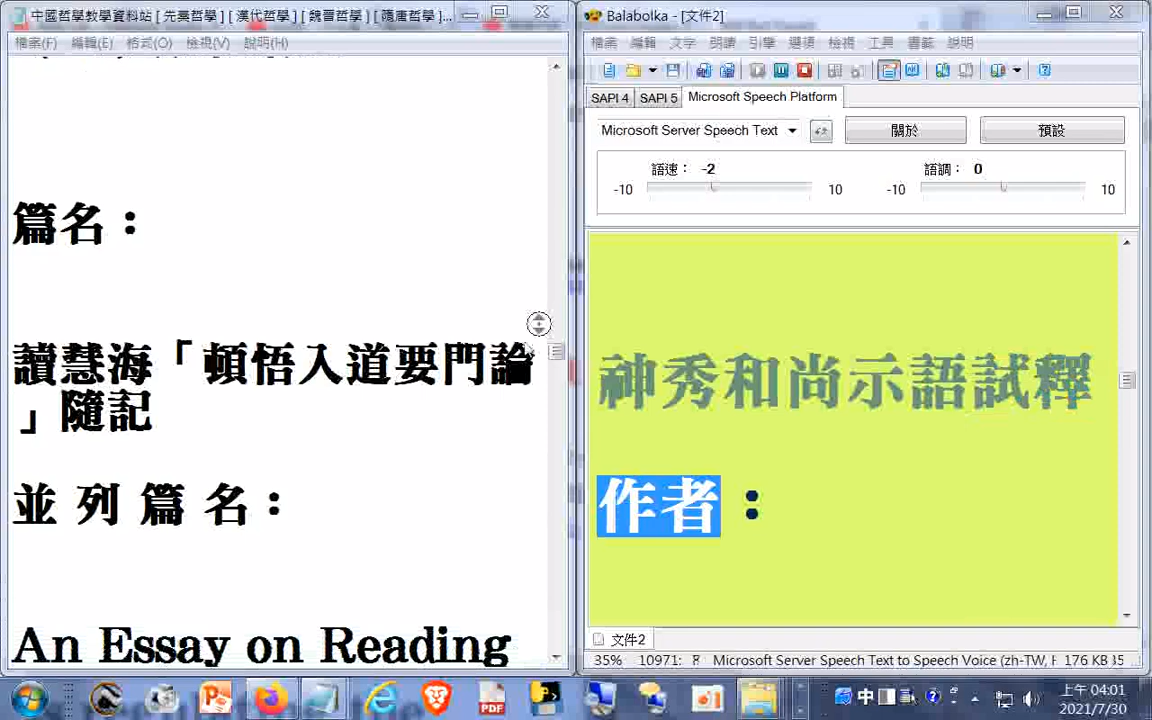 中國哲學教學資料站 [ 先秦哲學 ] [ 漢代哲學 ] [ 魏晉哲學 ] [ 隋唐哲學 ]...
檔案(F) 編輯(E) 格式(O) 檢視(V) 說明(H)
篇名：
讀慧海「頓悟入道要門論
」隨記
並 列 篇 名：
An Essay on Reading
Balabolka - [文件2]
檔案 編輯 文字 朗讀 引擎 選項 檢視 工具 書籤 說明
SAPI 4 SAPI 5 Microsoft Speech Platform
Microsoft Server Speech Text 關於 預設
語速： -2 語調： 0
-10 10 -10 10
神秀和尚示語試釋
作者：
文件2
35% 10971: Microsoft Server Speech Text to Speech Voice (zh-TW, 176 KB
中 上午 04:01
2021/7/30